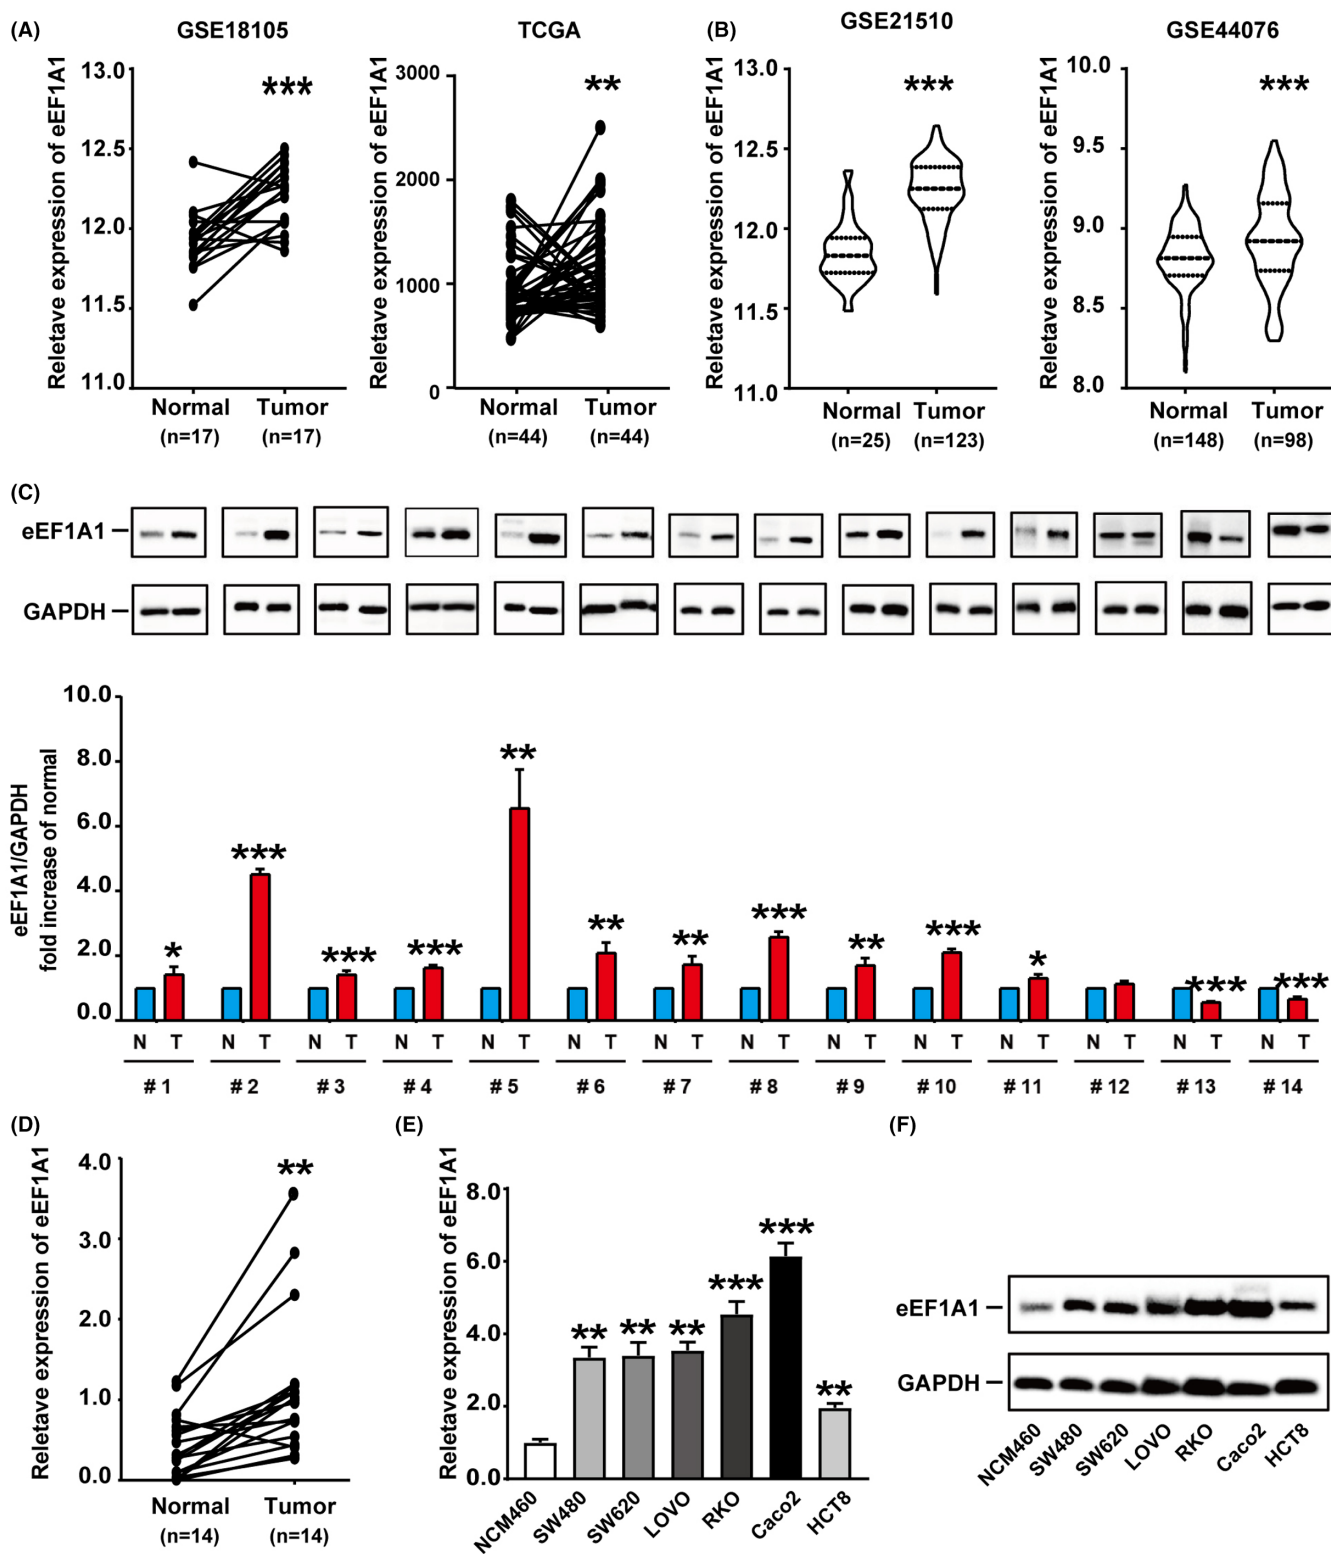 (A)
GSE18105
Reletave expression of eEF1A1
13.0
12.5
12.0
11.5
11.0
***
Normal Tumor
(n=17) (n=17)
TCGA
Reletave expression of eEF1A1
3000
2000
1000
0
**
Normal Tumor
(n=44) (n=44)
(B)
GSE21510
Reletave expression of eEF1A1
13.0
12.5
12.0
11.5
11.0
***
Normal Tumor
(n=25) (n=123)
GSE44076
Reletave expression of eEF1A1
10.0
9.5
9.0
8.5
8.0
***
Normal Tumor
(n=148) (n=98)
(C)
eEF1A1
GAPDH
eEF1A1/GAPDH
fold increase of normal
10.0
8.0
6.0
4.0
2.0
0.0
* *** *** *** ** ** ** *** ** *** * *** ***
N T N T N T N T N T N T N T N T N T N T N T N T N T N T
# 1 # 2 # 3 # 4 # 5 # 6 # 7 # 8 # 9 # 10 # 11 # 12 # 13 # 14
(D)
Reletave expression of eEF1A1
4.0
3.0
2.0
1.0
0.0
**
Normal Tumor
(n=14) (n=14)
(E)
Reletave expression of eEF1A1
8.0
6.0
4.0
2.0
0.0
** ** ** *** *** **
NCM460 SW480 SW620 LOVO RKO Caco2 HCT8
(F)
eEF1A1
GAPDH
NCM460 SW480 SW620 LOVO RKO Caco2 HCT8